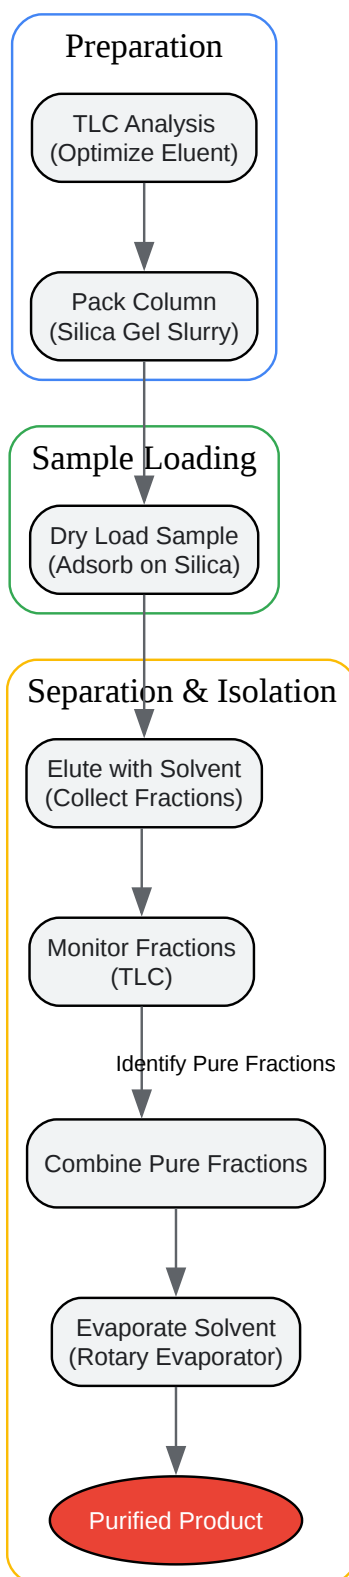 Preparation
TLC Analysis
(Optimize Eluent)
Pack Column
(Silica Gel Slurry)
Sample Loading
Dry Load Sample
(Adsorb on Silica)
Separation & Isolation
Elute with Solvent
(Collect Fractions)
Monitor Fractions
(TLC)
Identify Pure Fractions
Combine Pure Fractions
Evaporate Solvent
(Rotary Evaporator)
Purified Product